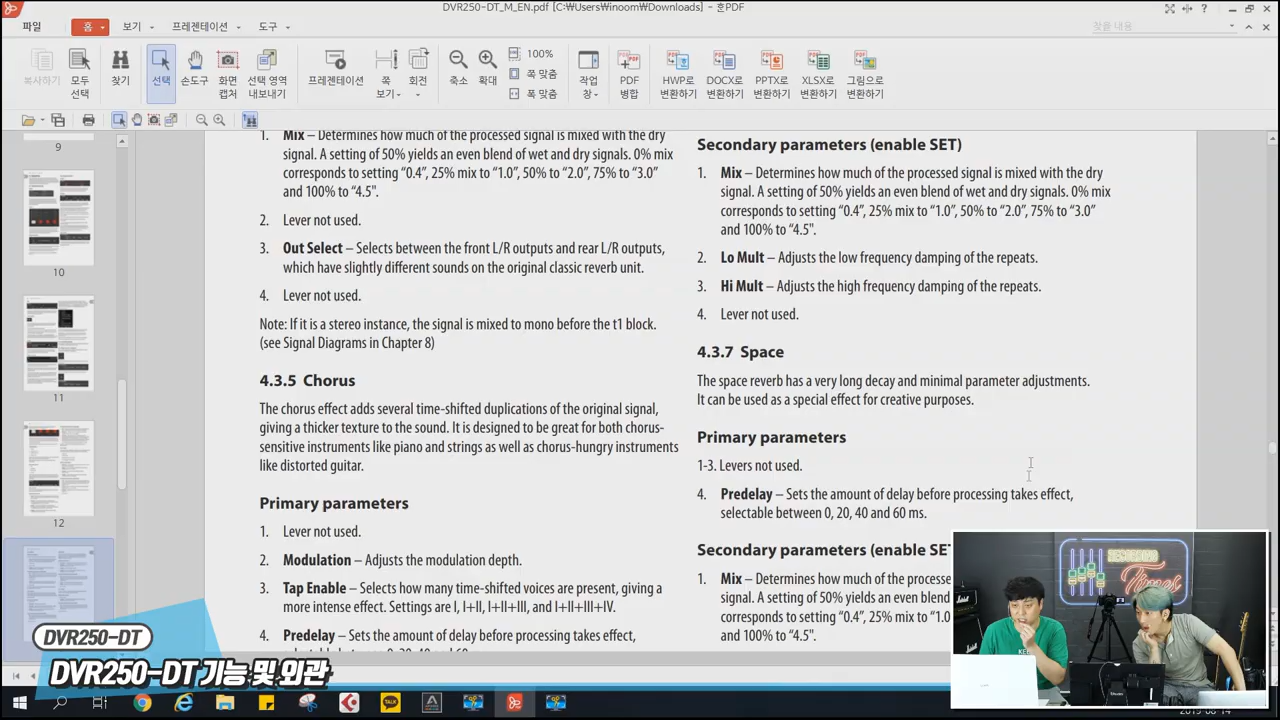 DVR250-DT_M_EN.pdf [C:₩Users₩inoom₩Downloads] - 훈PDF
파일
홈
보기
프레젠테이션
도구
찾을 내용
복사하기
모두 선택
찾기
선택
손도구
화면 캡처
선택 영역 내보내기
프레젠테이션
축소
확대
100%
쪽 맞춤
폭 맞춤
쪽 보기
회전
작업 창
PDF 병합
HWP로 변환하기
DOCX로 변환하기
PPTX로 변환하기
XLSX로 변환하기
그림으로 변환하기
9
10
11
12
1. Mix – Determines how much of the processed signal is mixed with the dry
signal. A setting of 50% yields an even blend of wet and dry signals. 0% mix
corresponds to setting “0.4”, 25% mix to “1.0”, 50% to “2.0”, 75% to “3.0”
and 100% to “4.5".
2. Lever not used.
3. Out Select – Selects between the front L/R outputs and rear L/R outputs,
which have slightly different sounds on the original classic reverb unit.
4. Lever not used.
Note: If it is a stereo instance, the signal is mixed to mono before the t1 block.
(see Signal Diagrams in Chapter 8)
4.3.5 Chorus
The chorus effect adds several time-shifted duplications of the original signal,
giving a thicker texture to the sound. It is designed to be great for both chorus-
sensitive instruments like piano and strings as well as chorus-hungry instruments
like distorted guitar.
Primary parameters
1. Lever not used.
2. Modulation – Adjusts the modulation depth.
3. Tap Enable – Selects how many time-shifted voices are present, giving a
more intense effect. Settings are I, I+II, I+II+III, and I+II+III+IV.
4. Predelay – Sets the amount of delay before processing takes effect,
Secondary parameters (enable SET)
1. Mix – Determines how much of the processed signal is mixed with the dry
signal. A setting of 50% yields an even blend of wet and dry signals. 0% mix
corresponds to setting “0.4”, 25% mix to “1.0”, 50% to “2.0”, 75% to “3.0”
and 100% to “4.5".
2. Lo Mult – Adjusts the low frequency damping of the repeats.
3. Hi Mult – Adjusts the high frequency damping of the repeats.
4. Lever not used.
4.3.7 Space
The space reverb has a very long decay and minimal parameter adjustments.
It can be used as a special effect for creative purposes.
Primary parameters
1-3. Levers not used.
4. Predelay – Sets the amount of delay before processing takes effect,
selectable between 0, 20, 40 and 60 ms.
Secondary parameters (enable SE
1. Mix – Determines how much of the processed s
signal. A setting of 50% yields an even blend of w
corresponds to setting “0.4”, 25% mix to “1.0
and 100% to “4.5".
DVR250-DT
DVR250-DT 기능 및 외관
TALK